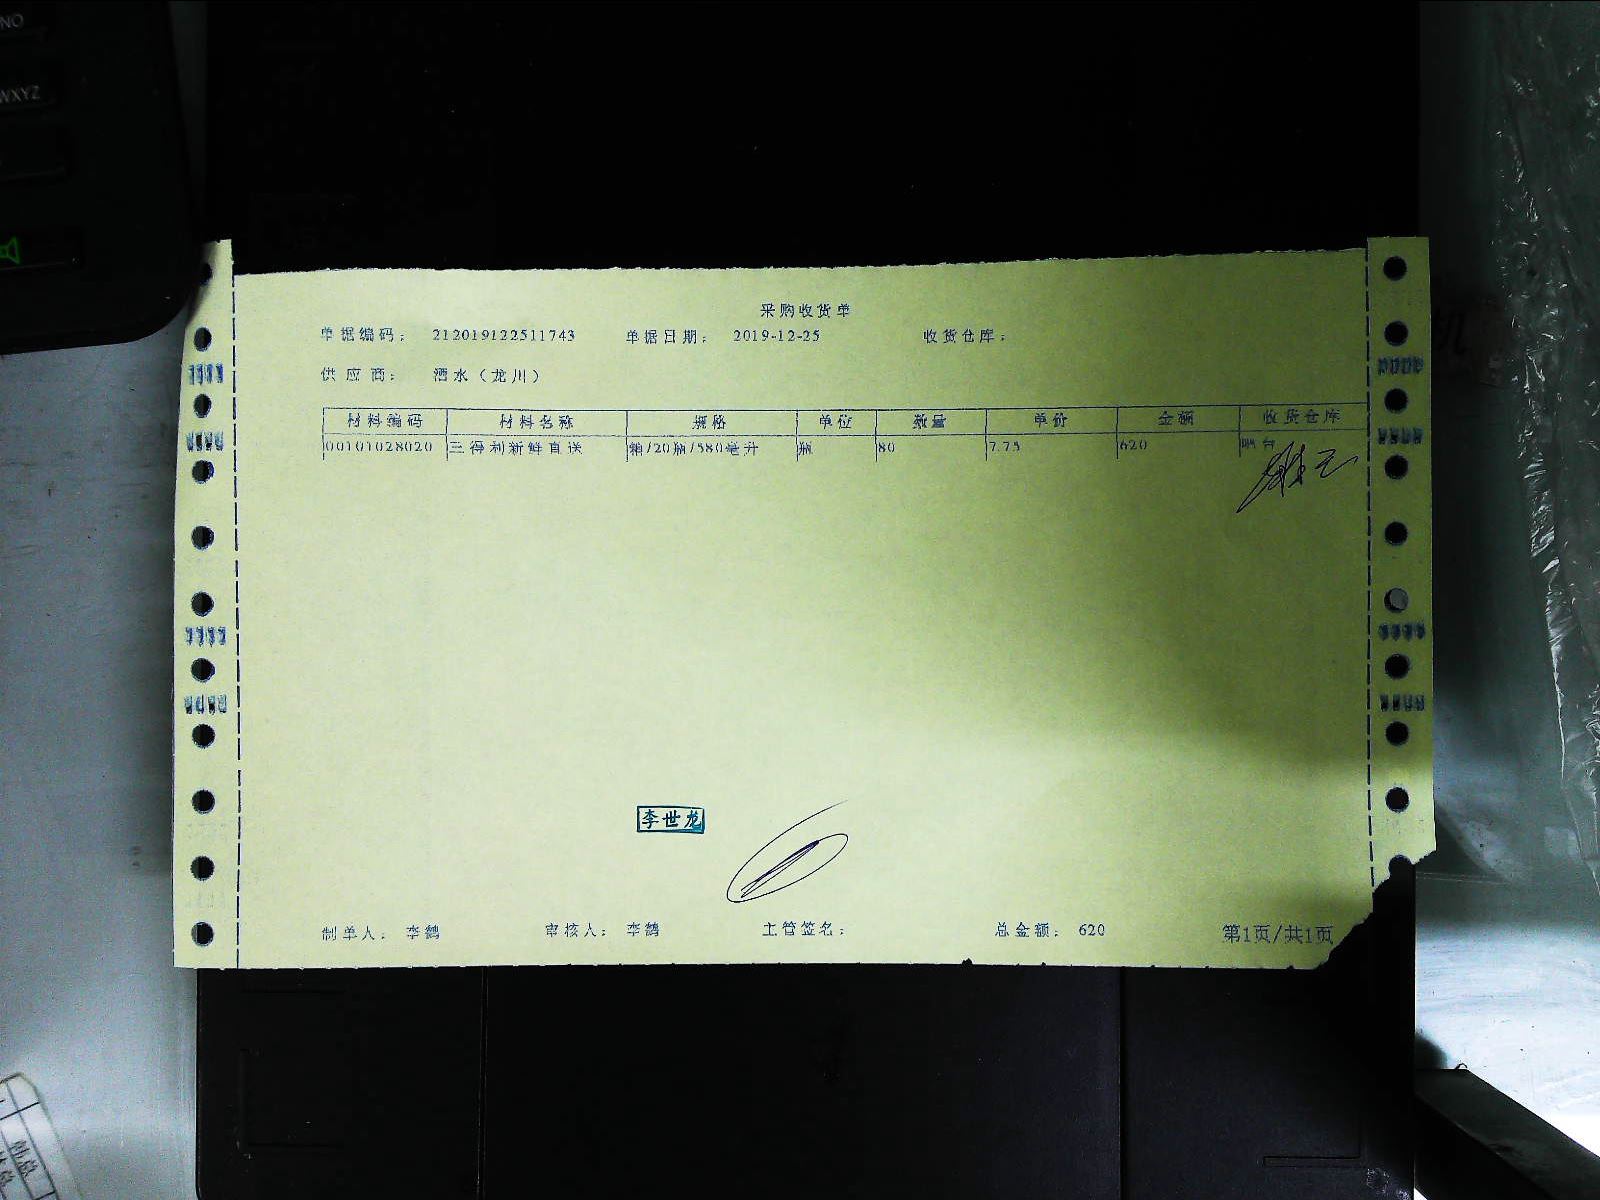 NO
WXYZ
采购收货单
单据编码： 212019122511743 单据日期： 2019-12-25 收货仓库：
供应商： 酒水（龙川）
材料编码 材料名称 规格 单位 数量 单价 金额 收货仓库
00101028020 三得利新鲜直送 箱/20瓶/580毫升 瓶 80 7.75 620 吧台
李世龙
制单人： 李鹤 审核人： 李鹤 主管签名： 总金额： 620 第1页/共1页